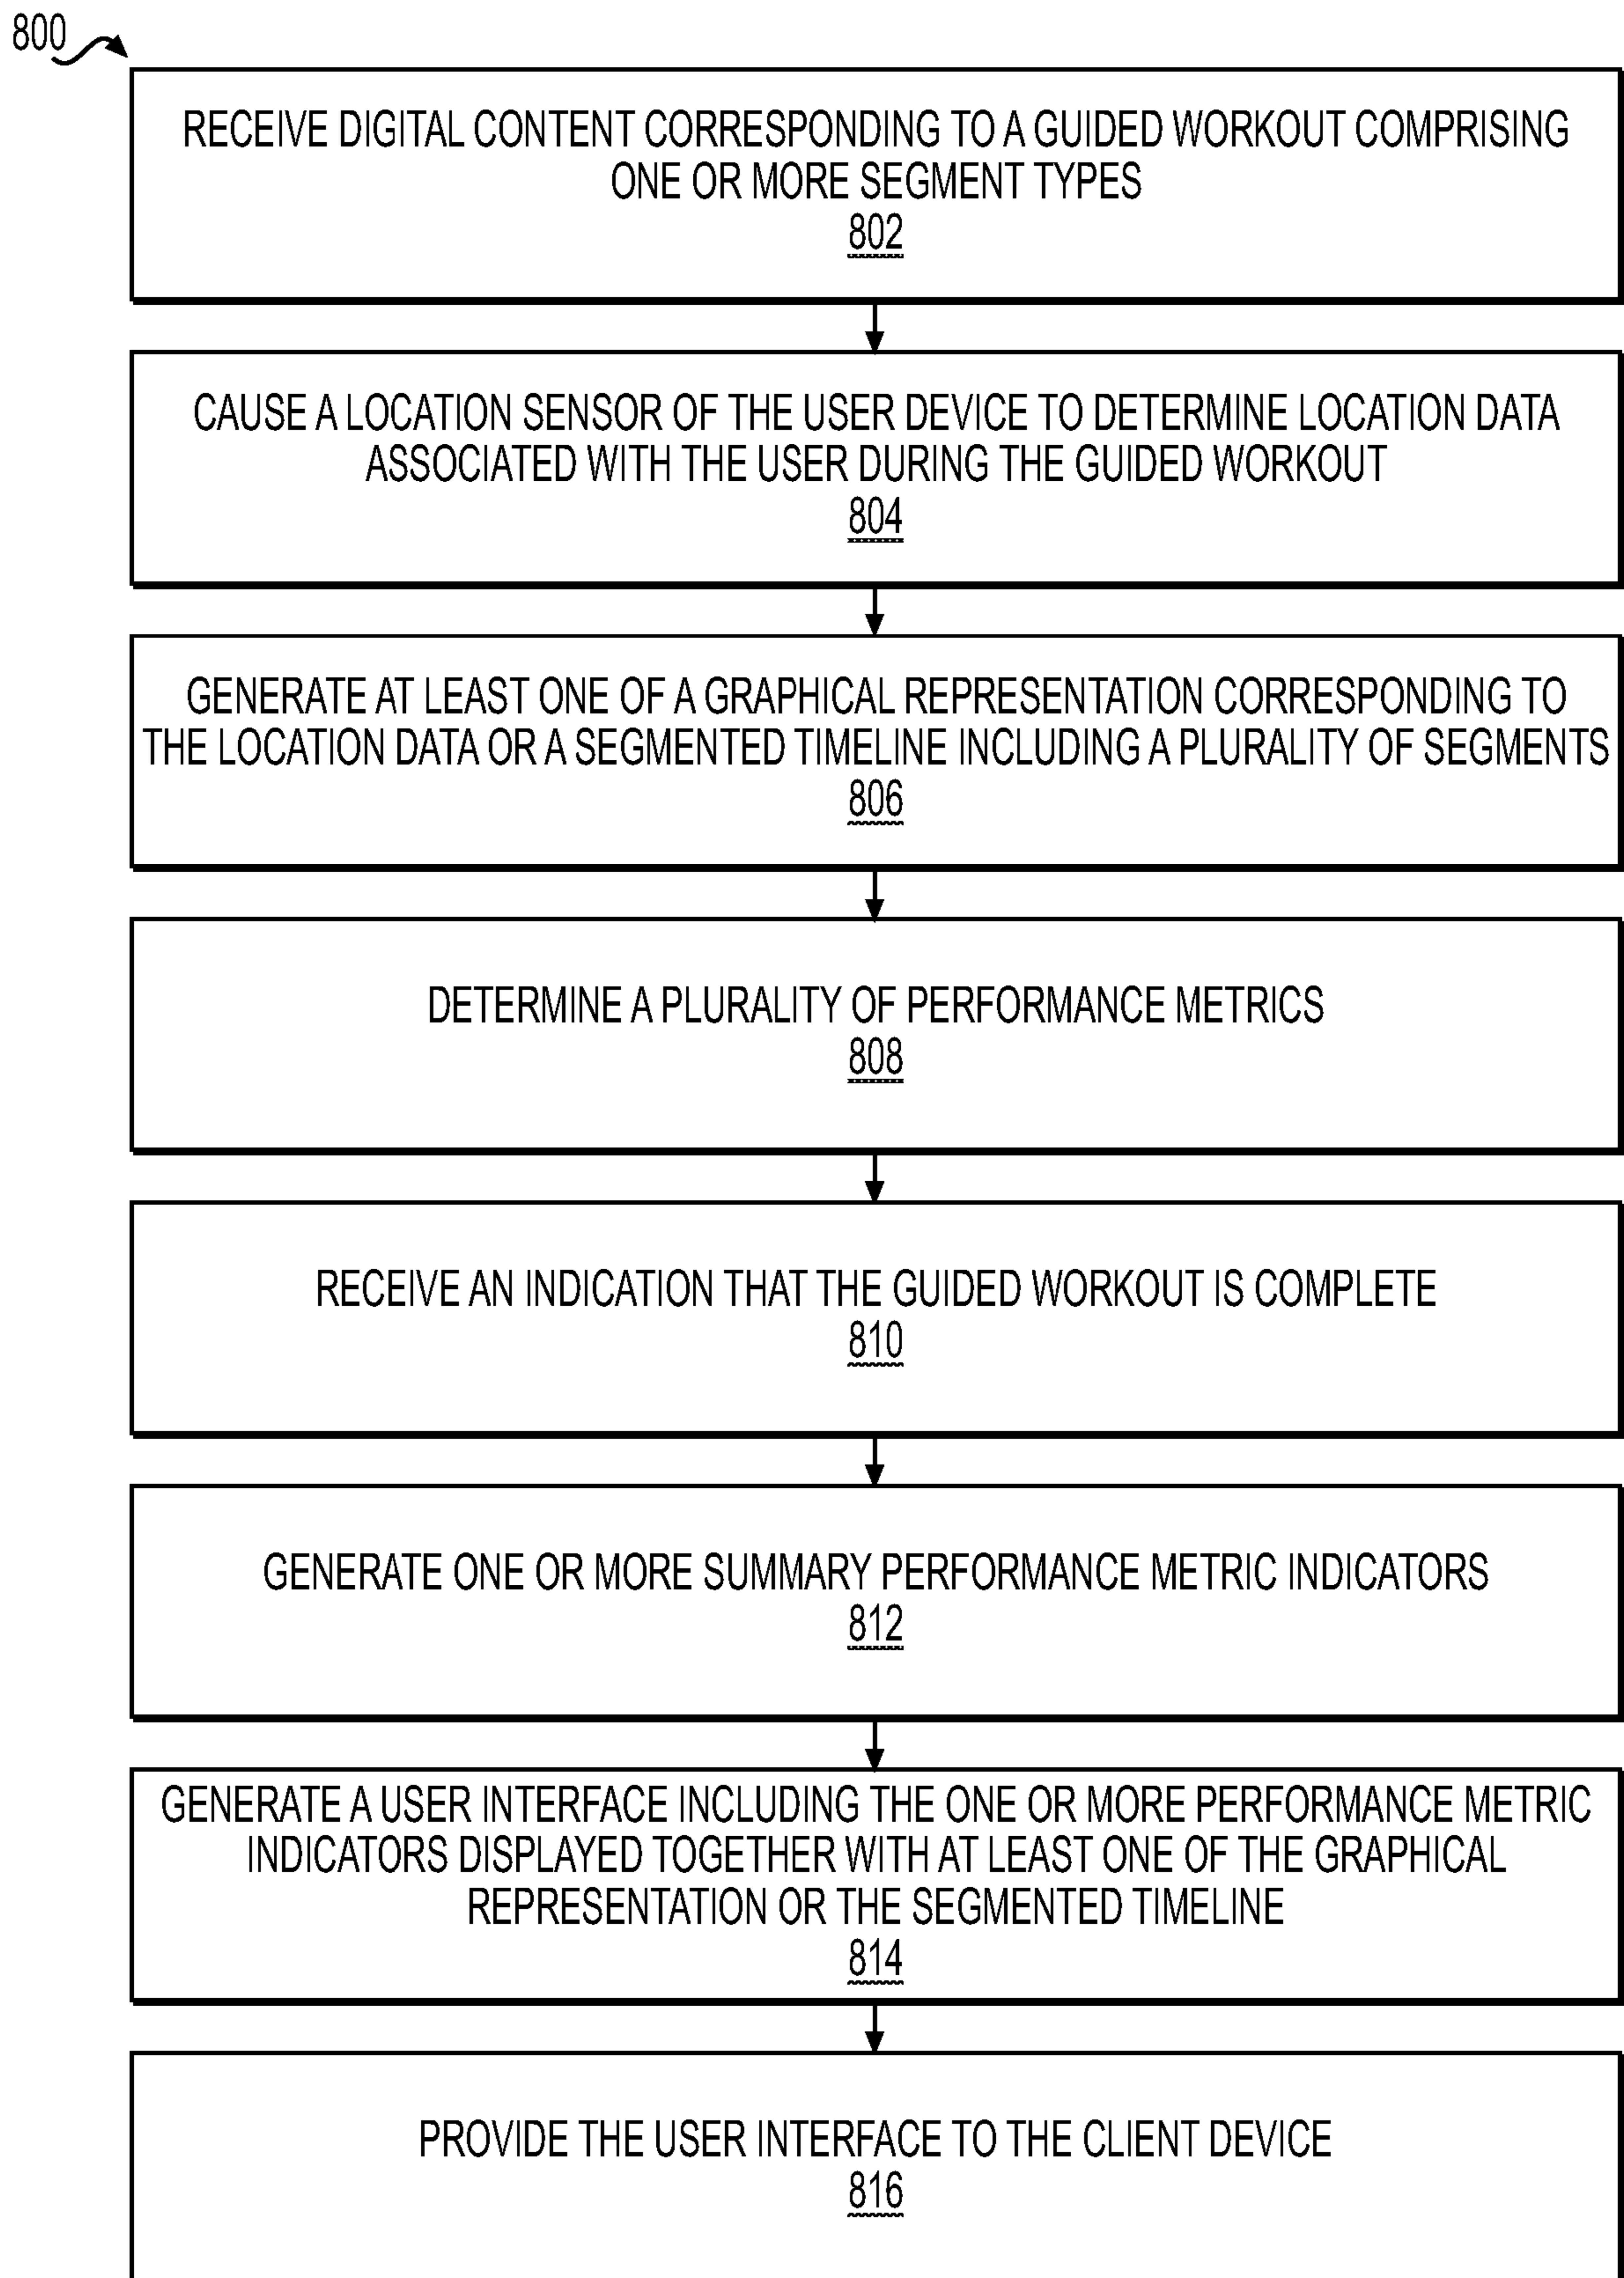 800
RECEIVE DIGITAL CONTENT CORRESPONDING TO A GUIDED WORKOUT COMPRISING
ONE OR MORE SEGMENT TYPES
802
CAUSE A LOCATION SENSOR OF THE USER DEVICE TO DETERMINE LOCATION DATA
ASSOCIATED WITH THE USER DURING THE GUIDED WORKOUT
804
GENERATE AT LEAST ONE OF A GRAPHICAL REPRESENTATION CORRESPONDING TO
THE LOCATION DATA OR A SEGMENTED TIMELINE INCLUDING A PLURALITY OF SEGMENTS
806
DETERMINE A PLURALITY OF PERFORMANCE METRICS
808
RECEIVE AN INDICATION THAT THE GUIDED WORKOUT IS COMPLETE
810
GENERATE ONE OR MORE SUMMARY PERFORMANCE METRIC INDICATORS
812
GENERATE A USER INTERFACE INCLUDING THE ONE OR MORE PERFORMANCE METRIC
INDICATORS DISPLAYED TOGETHER WITH AT LEAST ONE OF THE GRAPHICAL
REPRESENTATION OR THE SEGMENTED TIMELINE
814
PROVIDE THE USER INTERFACE TO THE CLIENT DEVICE
816